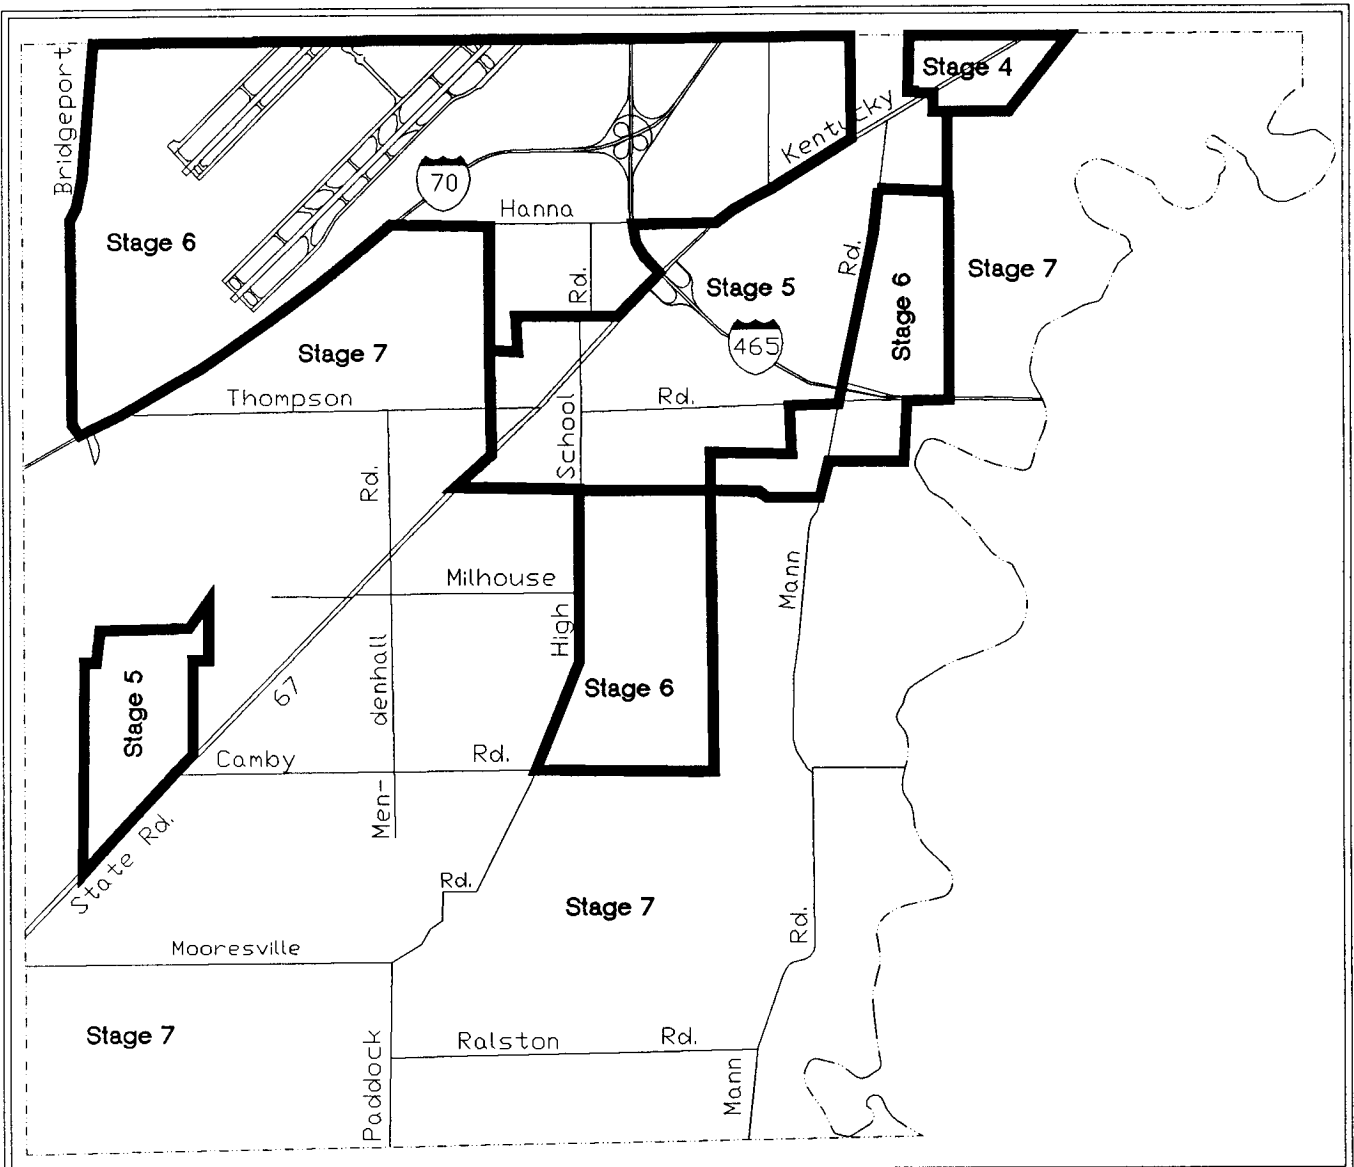 Bridgeport
Stage 4
Kentucky
70
Hanna
Stage 6
Rd.
Rd.
Stage 7
Stage 5
Stage 6
465
Stage 7
Thompson
Rd.
School
Rd.
Mann
Milhouse
High
Stage 5
67
denhall
Stage 6
Camby
Rd.
Men-
State Rd.
Rd.
Stage 7
Rd.
Mooresville
Stage 7
Paddock
Ralston
Rd.
Mann